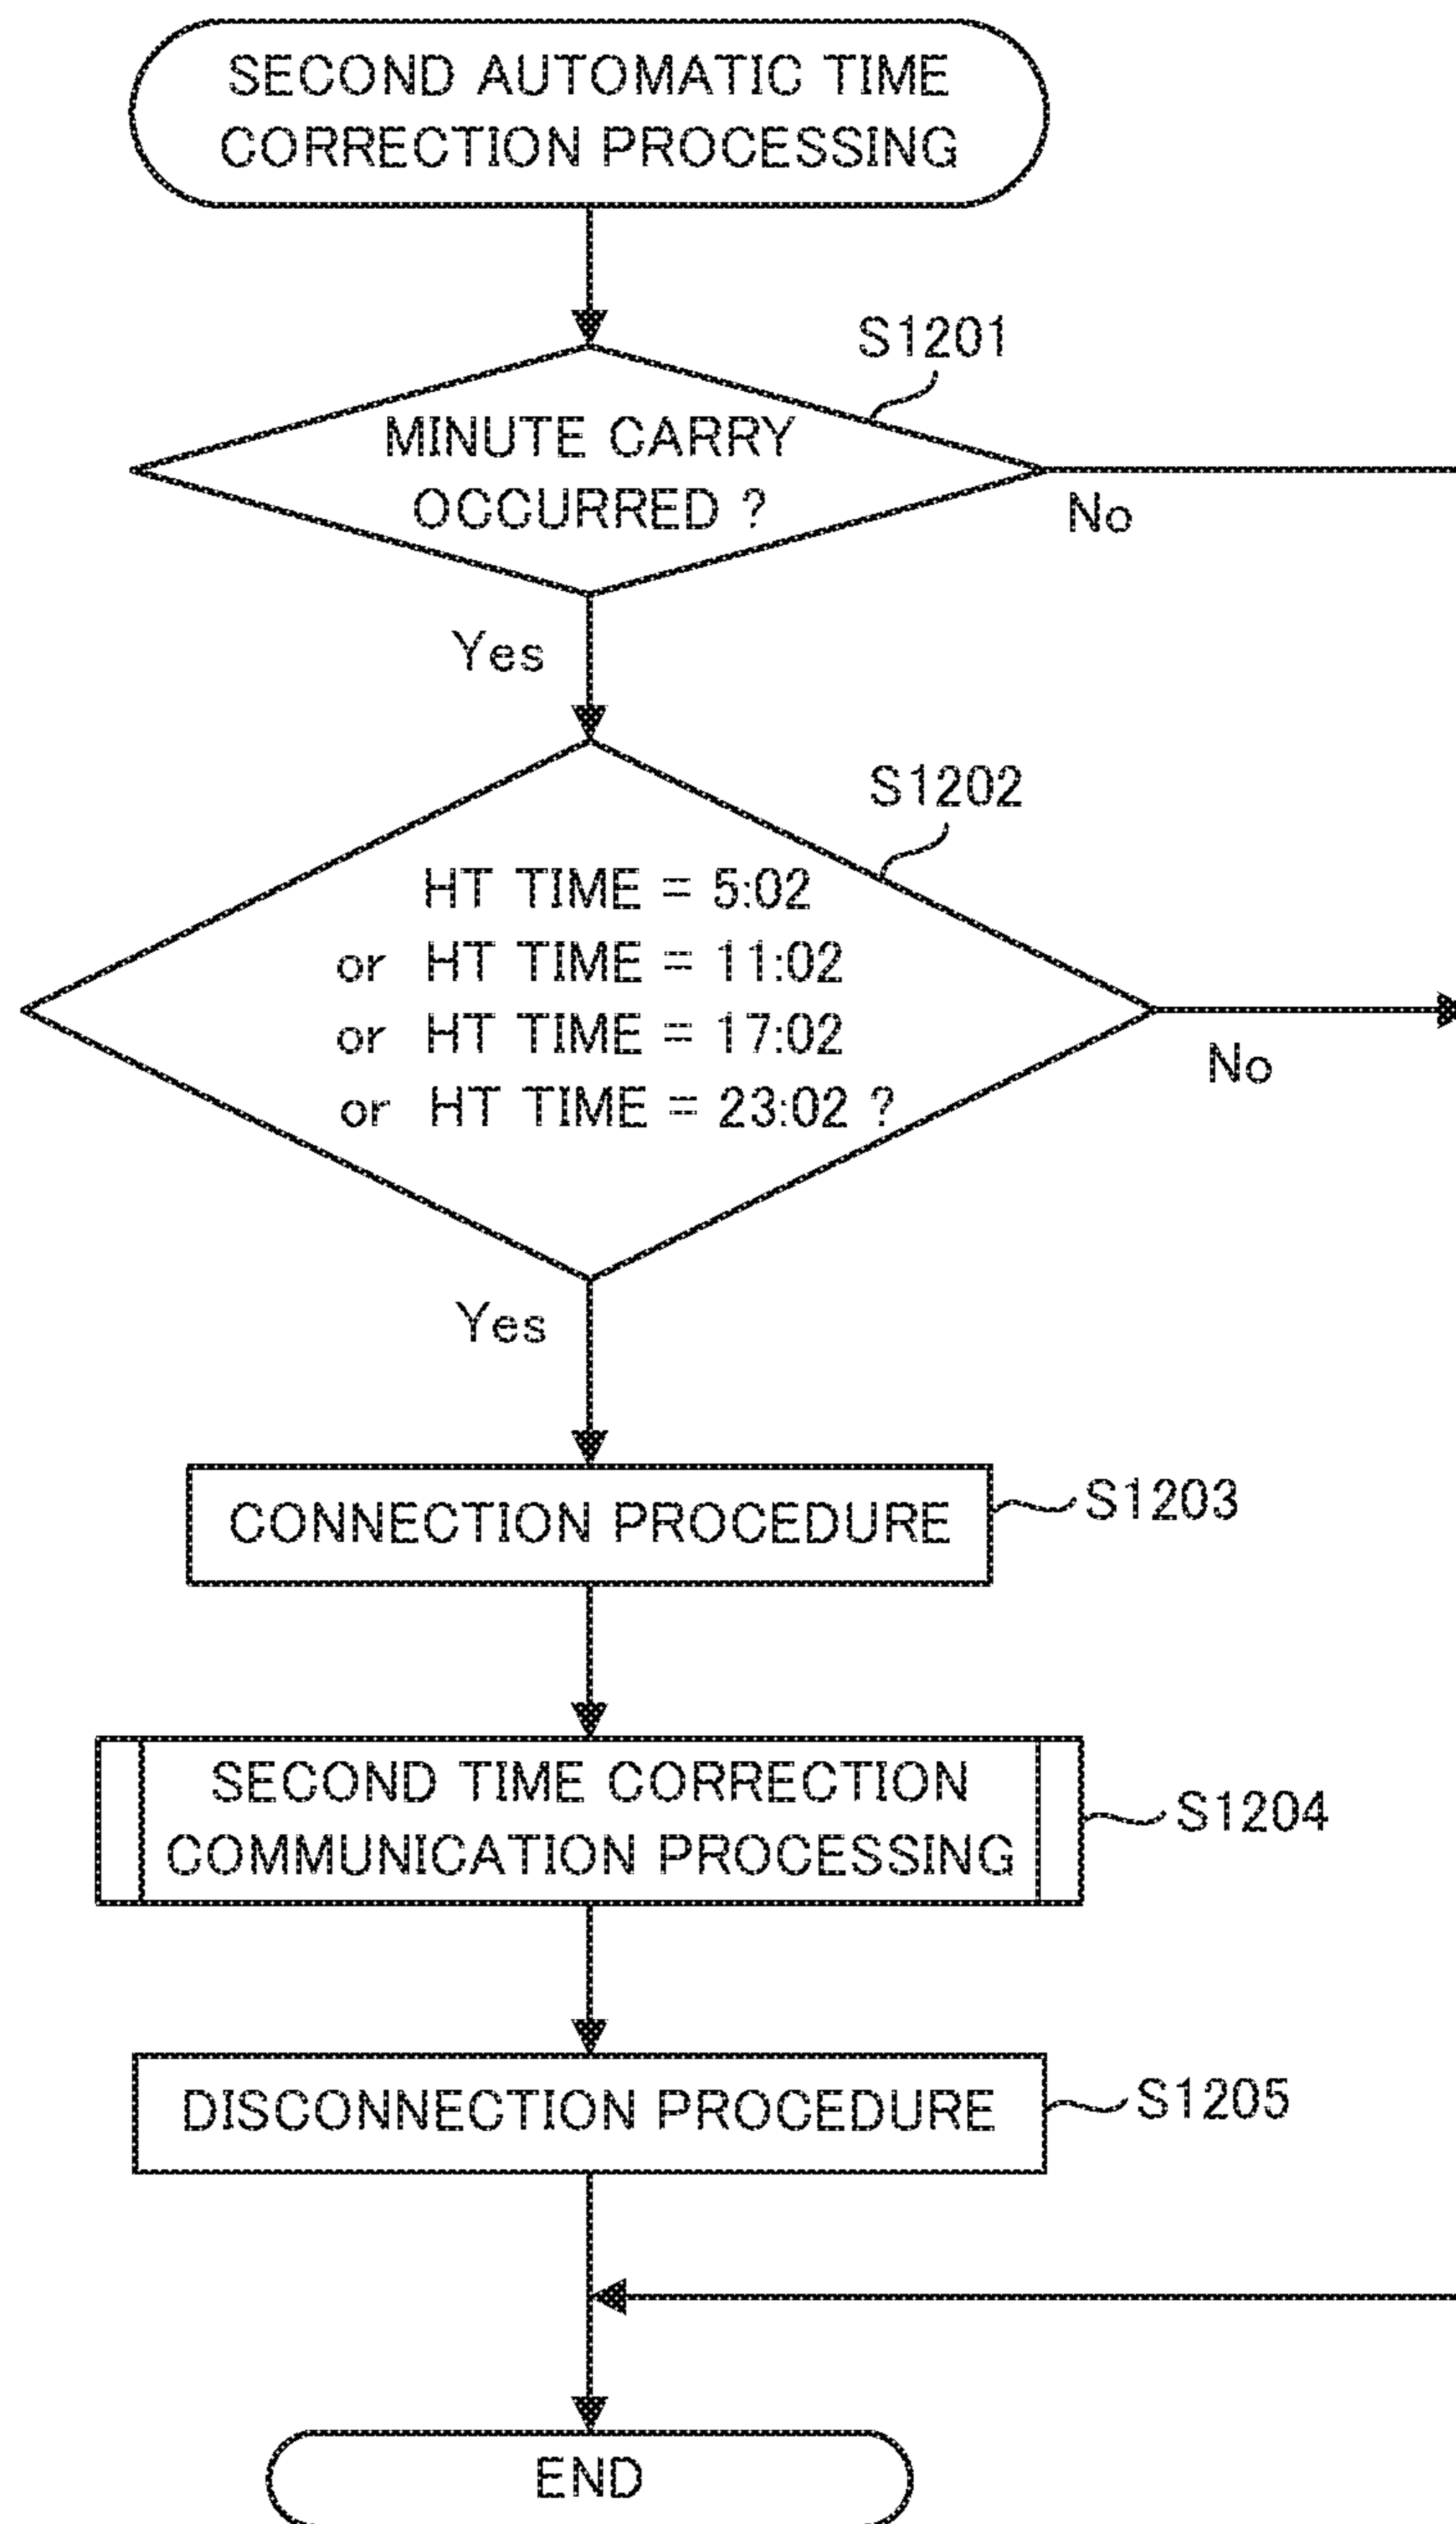 SECOND AUTOMATIC TIME
CORRECTION PROCESSING
S1201
MINUTE CARRY
OCCURRED ?
No
Yes
S1202
HT TIME = 5:02
or HT TIME = 11:02
or HT TIME = 17:02
or HT TIME = 23:02 ?
No
Yes
CONNECTION PROCEDURE
S1203
SECOND TIME CORRECTION
COMMUNICATION PROCESSING
S1204
DISCONNECTION PROCEDURE
S1205
END